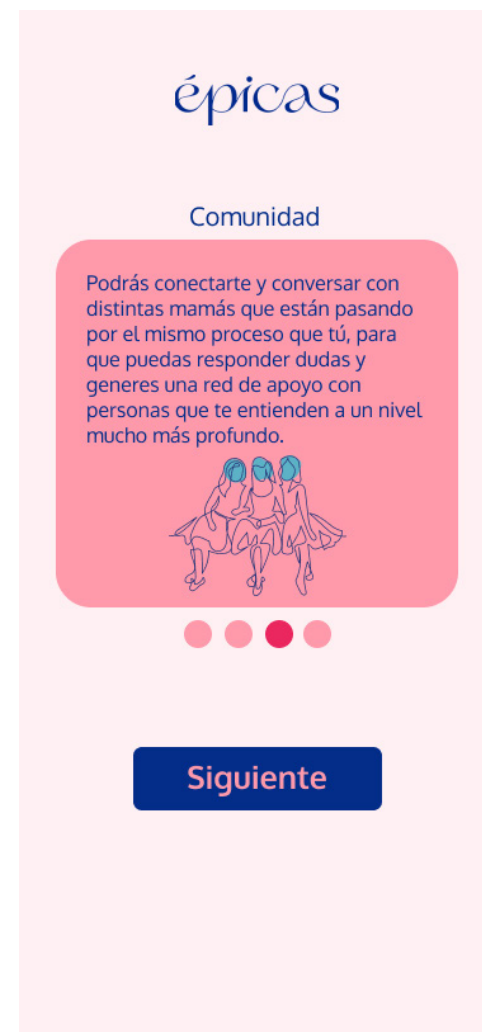 épicas
Comunidad
Podrás conectarte y conversar con
distintas mamás que están pasando
por el mismo proceso que tú, para
que puedas responder dudas y
generes una red de apoyo con
personas que te entienden a un nivel
mucho más profundo.
Siguiente